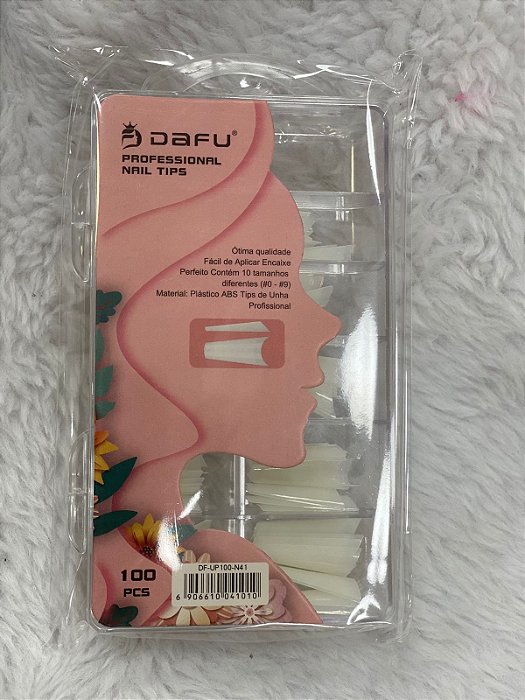 DAFU®
PROFESSIONAL
NAIL TIPS
Ótima qualidade
Fácil de Aplicar Encaixe
Perfeito Contém 10 tamanhos
diferentes (#0 - #9)
Material: Plástico ABS Tips de Unha
Profissional
100
PCS
DF-UP100-N41
6 906610 041010